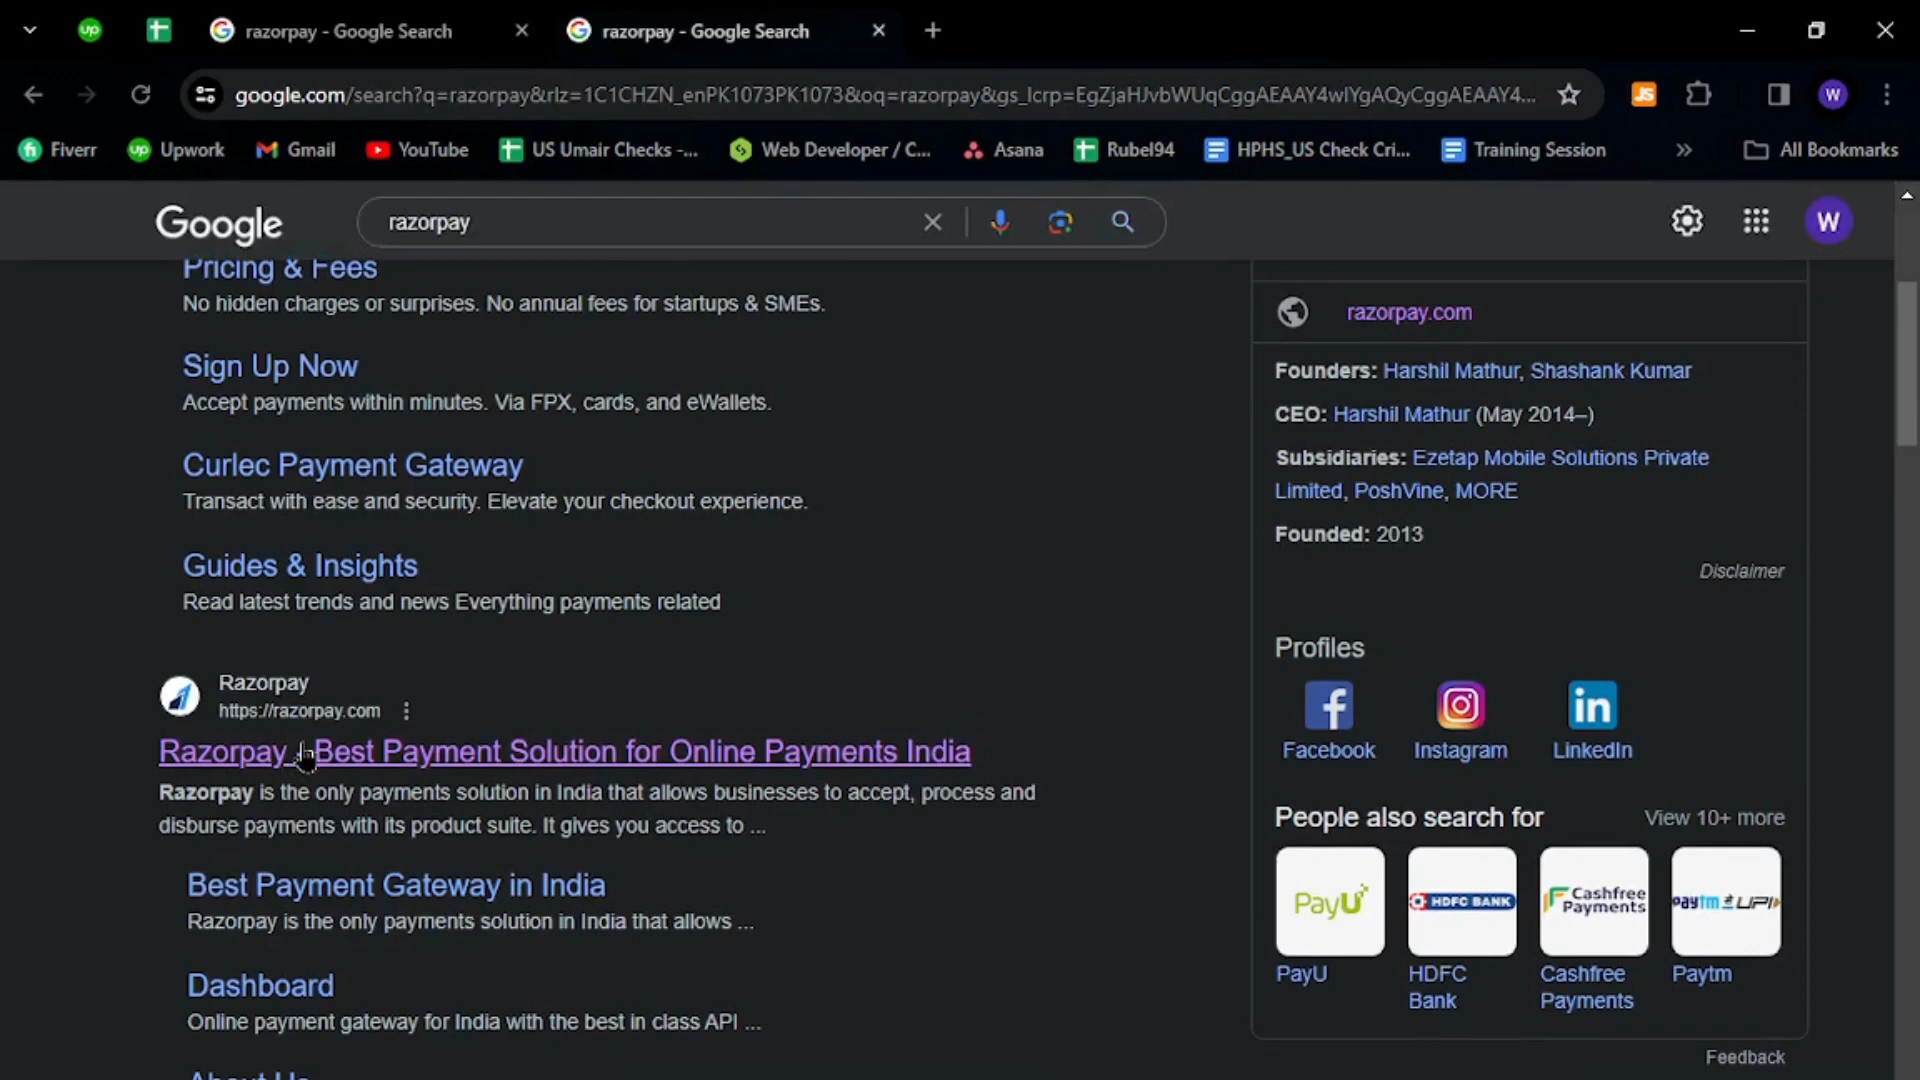 up
razorpay - Google Search
razorpay - Google Search
google.com/search?q=razorpay&rlz=1C1CHZN_enPK1073PK1073&oq=razorpay&gs_lcrp=EgZjaHJvbWUqCggAEAAY4wIYgAQyCggAEAAY4...
JS
W
fi Fiverr
up Upwork
Gmail
YouTube
US Umair Checks -...
Web Developer / C...
Asana
Rubel94
HPHS_US Check Cri...
Training Session
All Bookmarks
Google
razorpay
W
Pricing & Fees
No hidden charges or surprises. No annual fees for startups & SMEs.
Sign Up Now
Accept payments within minutes. Via FPX, cards, and eWallets.
Curlec Payment Gateway
Transact with ease and security. Elevate your checkout experience.
Guides & Insights
Read latest trends and news Everything payments related
Razorpay
https://razorpay.com
Razorpay - Best Payment Solution for Online Payments India
Razorpay is the only payments solution in India that allows businesses to accept, process and
disburse payments with its product suite. It gives you access to ...
Best Payment Gateway in India
Razorpay is the only payments solution in India that allows ...
Dashboard
Online payment gateway for India with the best in class API ...
About Us
razorpay.com
Founders: Harshil Mathur, Shashank Kumar
CEO: Harshil Mathur (May 2014–)
Subsidiaries: Ezetap Mobile Solutions Private
Limited, PoshVine, MORE
Founded: 2013
Disclaimer
Profiles
Facebook
Instagram
LinkedIn
People also search for
View 10+ more
PayU
HDFC BANK
Cashfree
Payments
paytm UPI
PayU
HDFC
Bank
Cashfree
Payments
Paytm
Feedback